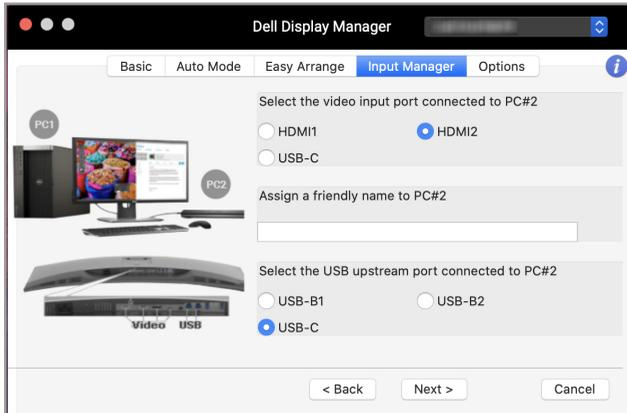 Dell Display Manager
Basic
Auto Mode
Easy Arrange
Input Manager
Options
i
Select the video input port connected to PC#2
HDMI1
HDMI2
USB-C
PC1
PC2
Assign a friendly name to PC#2
Select the USB upstream port connected to PC#2
USB-B1
USB-B2
USB-C
Video
USB
< Back
Next >
Cancel